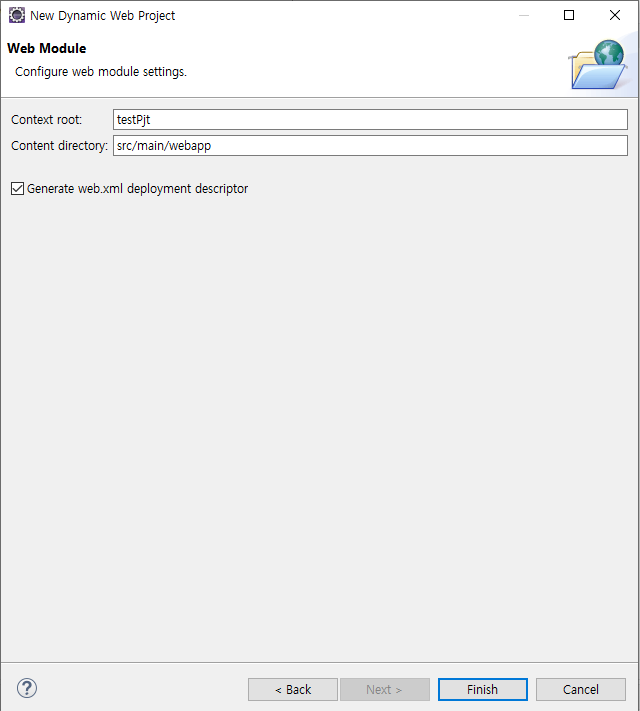 New Dynamic Web Project
Web Module
Configure web module settings.
Context root: testPjt
Content directory: src/main/webapp
Generate web.xml deployment descriptor
? < Back Next > Finish Cancel